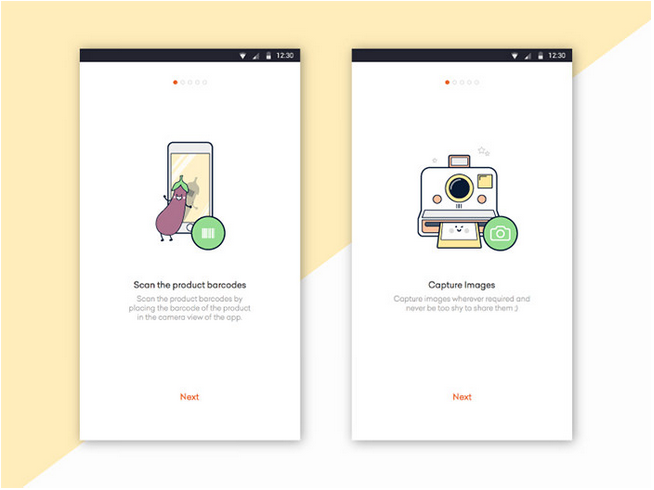 12:30
Scan the product barcodes
Scan the product barcodes by
placing the barcode of the product
in the camera view of the app.
Next
12:30
Capture Images
Capture images wherever required and
never be too shy to share them ;)
Next